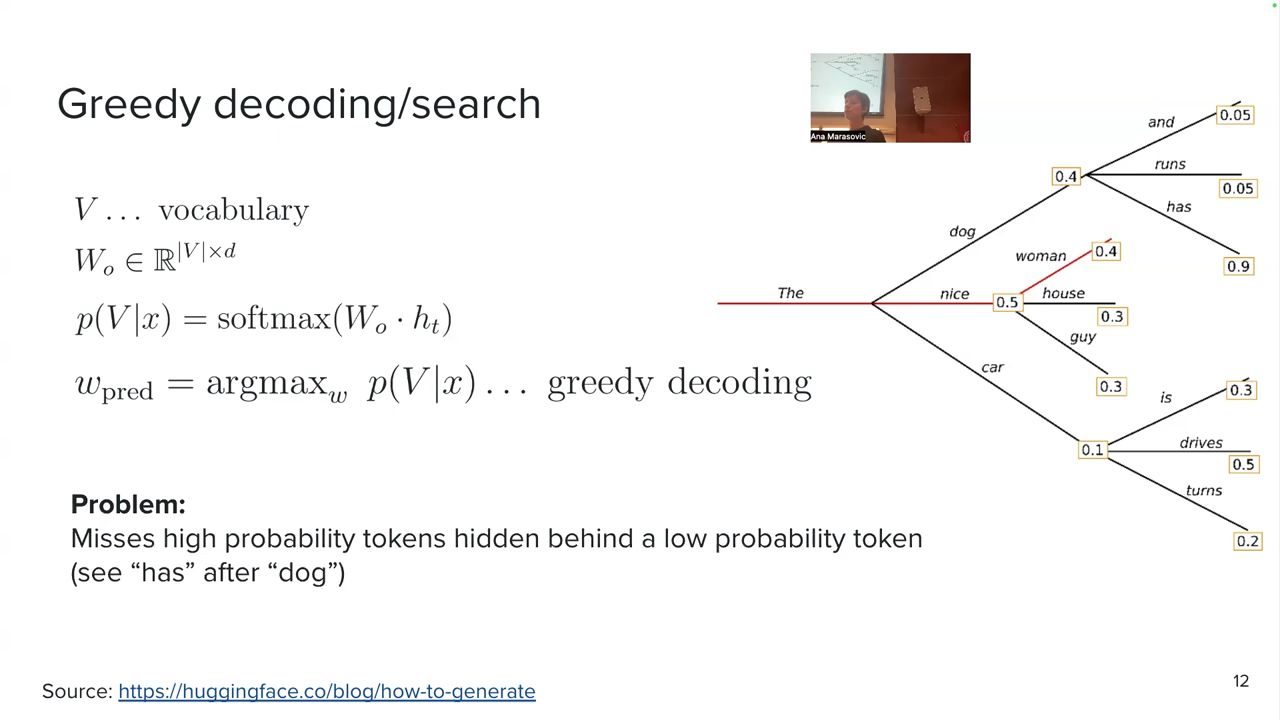 Greedy decoding/search
Ana Marasovic
V … vocabulary
W_o ∈ ℝ^{|V|×d}
p(V|x) = softmax(W_o · h_t)
w_pred = argmax_w p(V|x) … greedy decoding
Problem:
Misses high probability tokens hidden behind a low probability token
(see “has” after “dog”)
The
dog
0.4
and
0.05
runs
0.05
has
0.9
nice
0.5
woman
0.4
house
0.3
guy
0.3
car
0.1
is
0.3
drives
0.5
turns
0.2
Source: https://huggingface.co/blog/how-to-generate
12